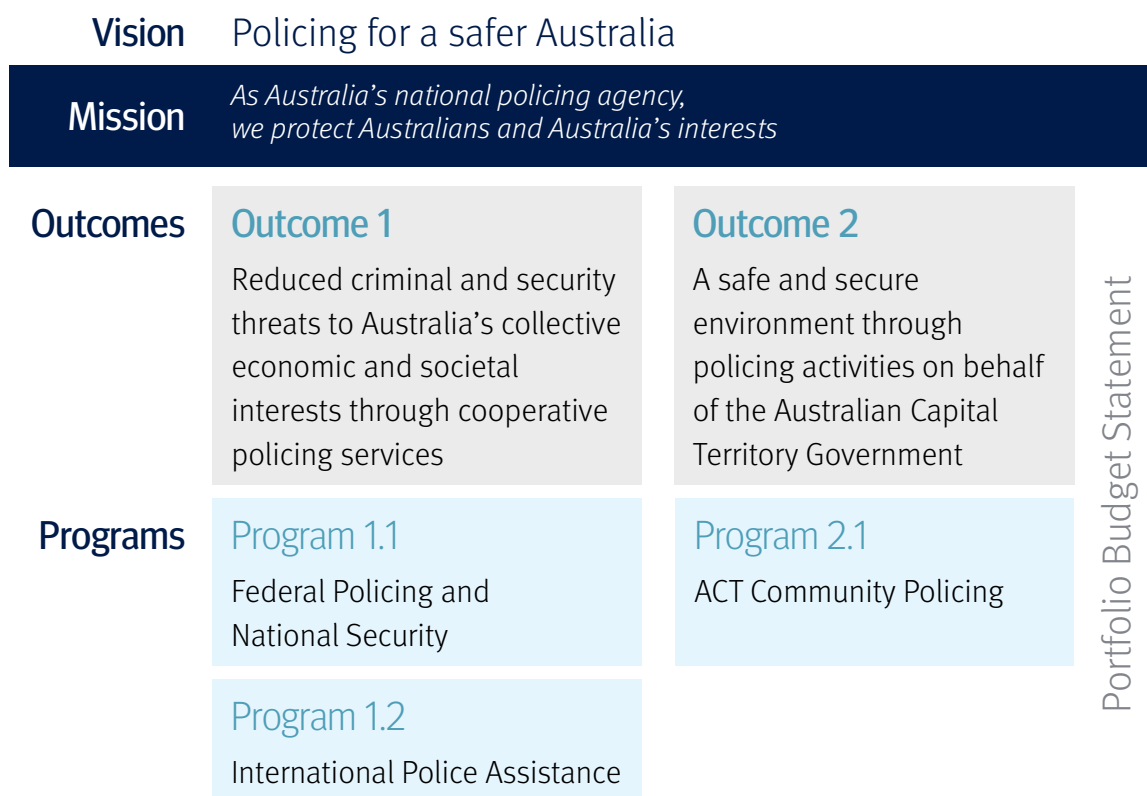 Vision Policing for a safer Australia
Mission
As Australia's national policing agency,
we protect Australians and Australia's interests
Outcomes
Outcome 1
Reduced criminal and security
threats to Australia's collective
economic and societal
interests through cooperative
policing services
Outcome 2
A safe and secure
environment through
policing activities on behalf
of the Australian Capital
Territory Government
Programs
Program 1.1
Federal Policing and
National Security
Program 2.1
ACT Community Policing
Program 1.2
International Police Assistance
Portfolio Budget Statement